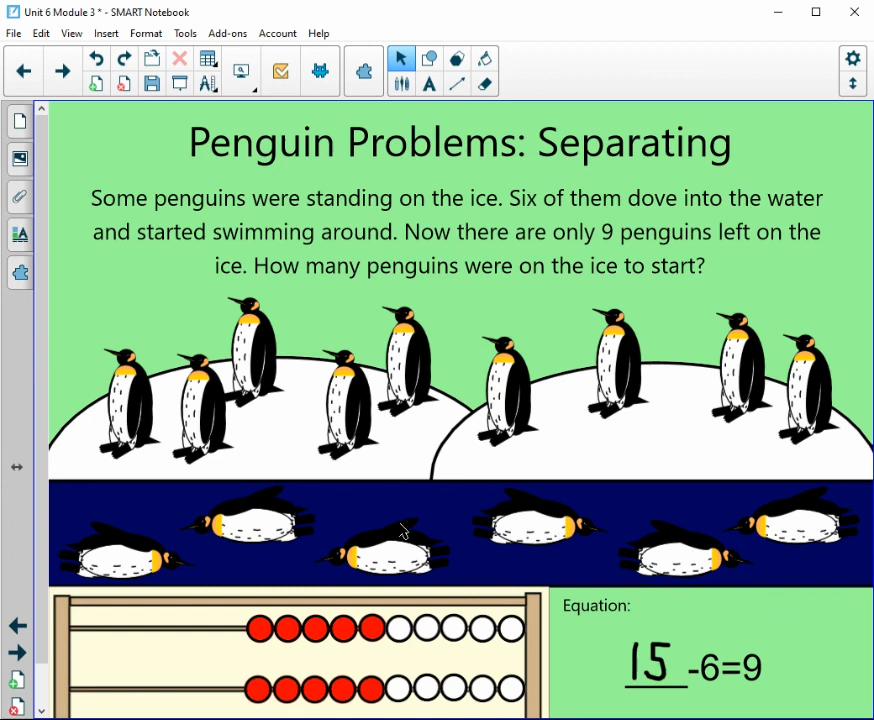 Unit 6 Module 3 * - SMART Notebook
File Edit View Insert Format Tools Add-ons Account Help
Penguin Problems: Separating
Some penguins were standing on the ice. Six of them dove into the water
and started swimming around. Now there are only 9 penguins left on the
ice. How many penguins were on the ice to start?
Equation:
15 -6=9